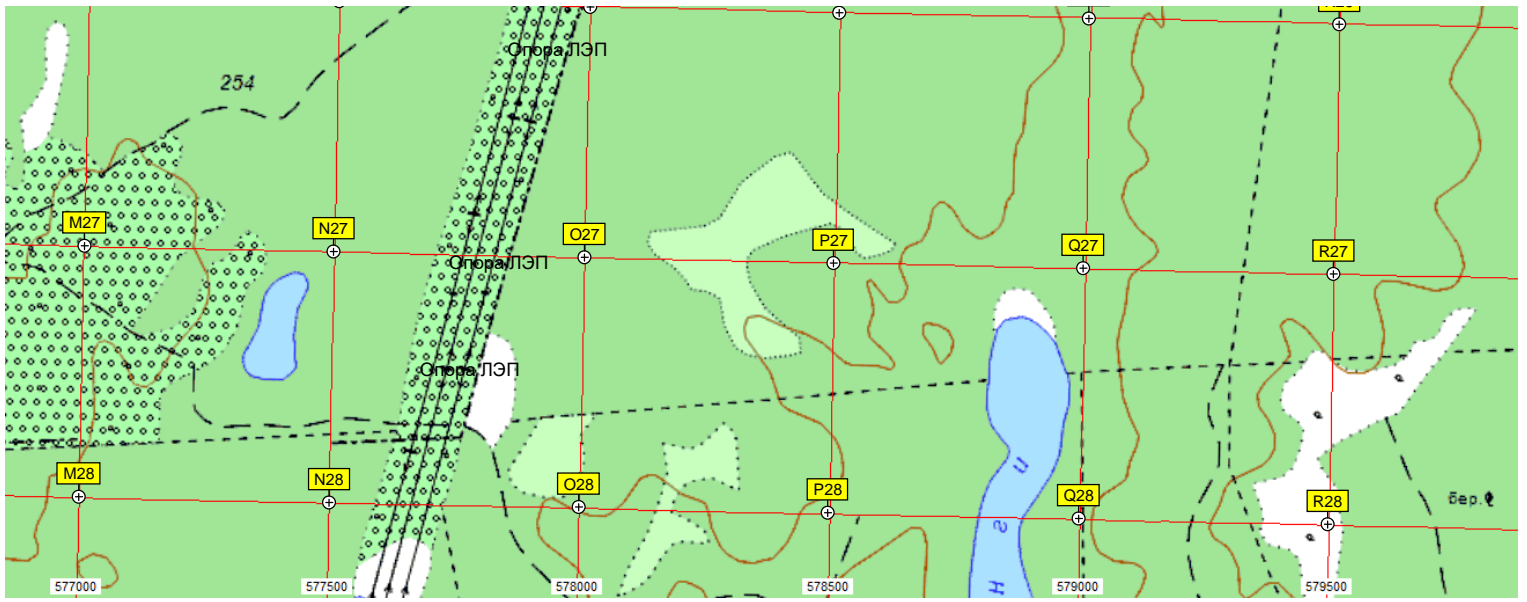 Опора ЛЭП
254
M27
N27
O27
P27
Q27
R27
Опора ЛЭП
Опора ЛЭП
M28
N28
O28
P28
Q28
R28
бер.
577000
577500
578000
578500
579000
579500